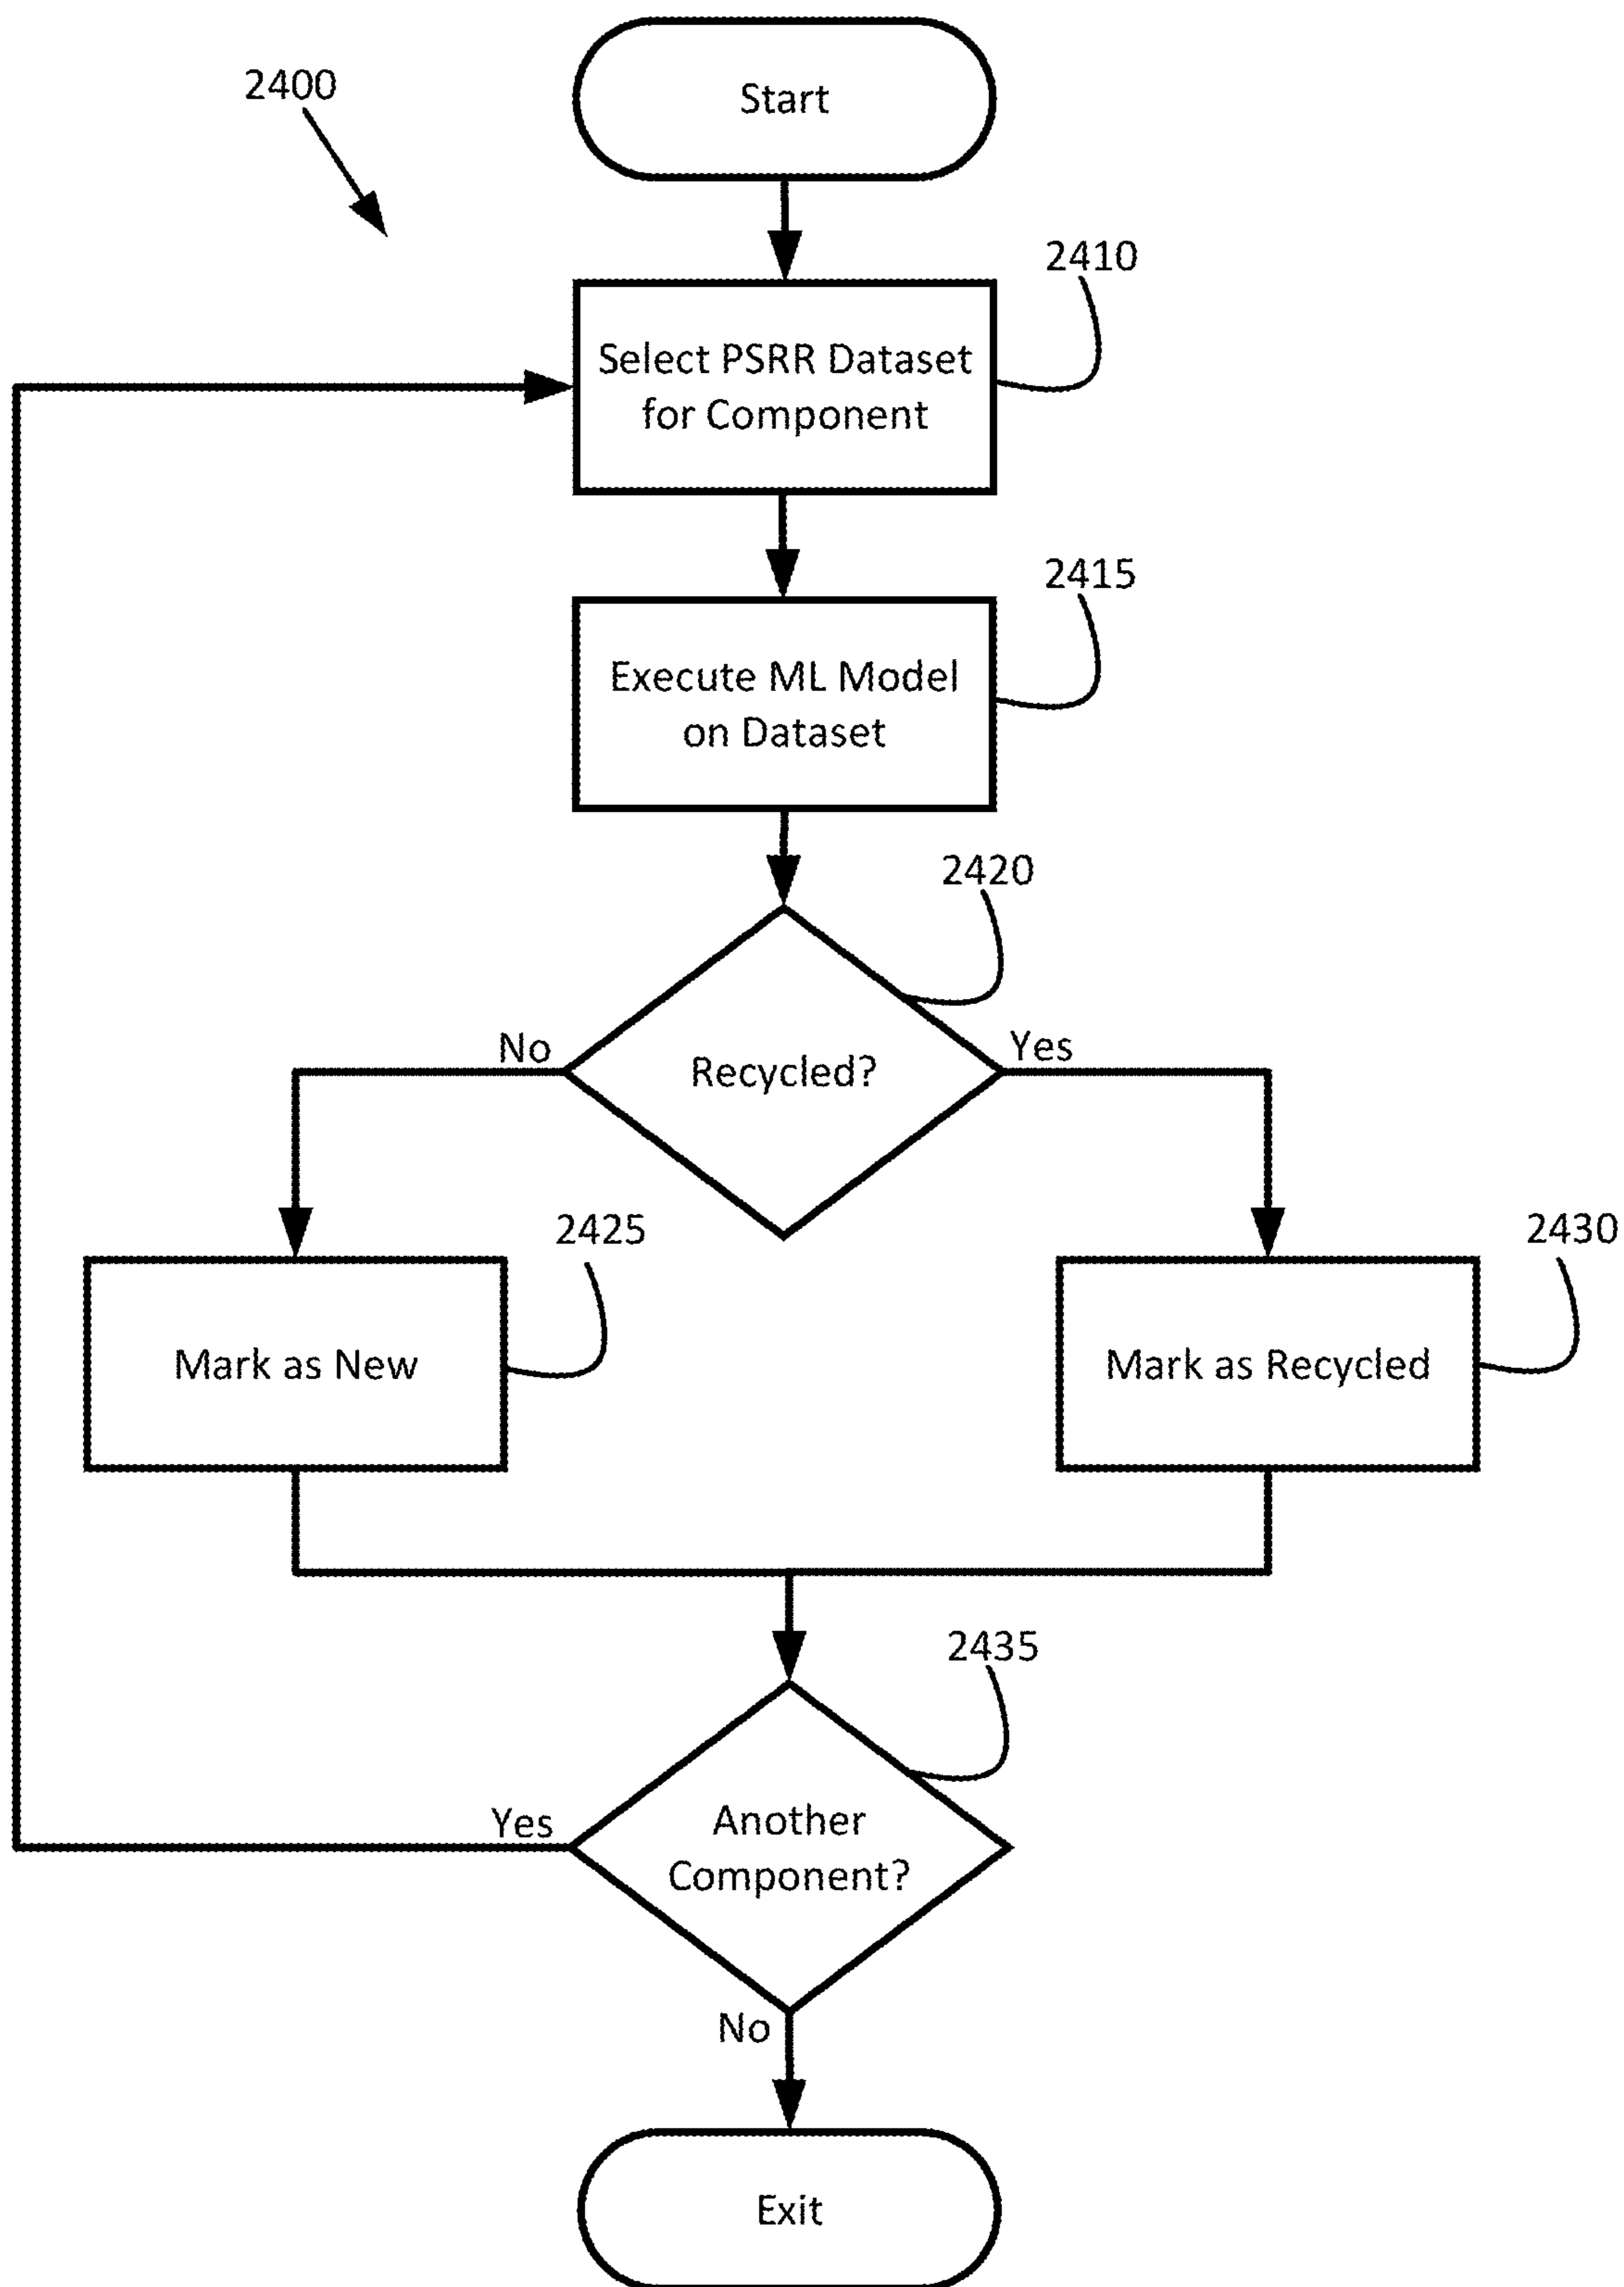 2400
Start
2410
Select PSRR Dataset
for Component
2415
Execute ML Model
on Dataset
2420
No
Yes
Recycled?
2425
2430
Mark as New
Mark as Recycled
2435
Yes
Another
Component?
No
Exit